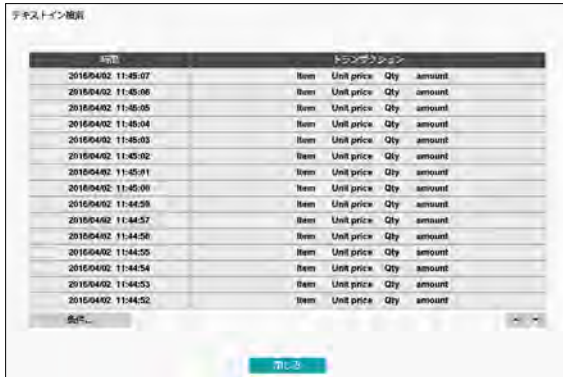 テキストイン検索
時間 トランザクション
2016/04/02 11:45:07 Item Unit price Qty amount
2016/04/02 11:45:06 Item Unit price Qty amount
2016/04/02 11:45:05 Item Unit price Qty amount
2016/04/02 11:45:04 Item Unit price Qty amount
2016/04/02 11:45:03 Item Unit price Qty amount
2016/04/02 11:45:02 Item Unit price Qty amount
2016/04/02 11:45:01 Item Unit price Qty amount
2016/04/02 11:45:00 Item Unit price Qty amount
2016/04/02 11:44:59 Item Unit price Qty amount
2016/04/02 11:44:57 Item Unit price Qty amount
2016/04/02 11:44:56 Item Unit price Qty amount
2016/04/02 11:44:55 Item Unit price Qty amount
2016/04/02 11:44:54 Item Unit price Qty amount
2016/04/02 11:44:53 Item Unit price Qty amount
2016/04/02 11:44:52 Item Unit price Qty amount
条件...
閉じる